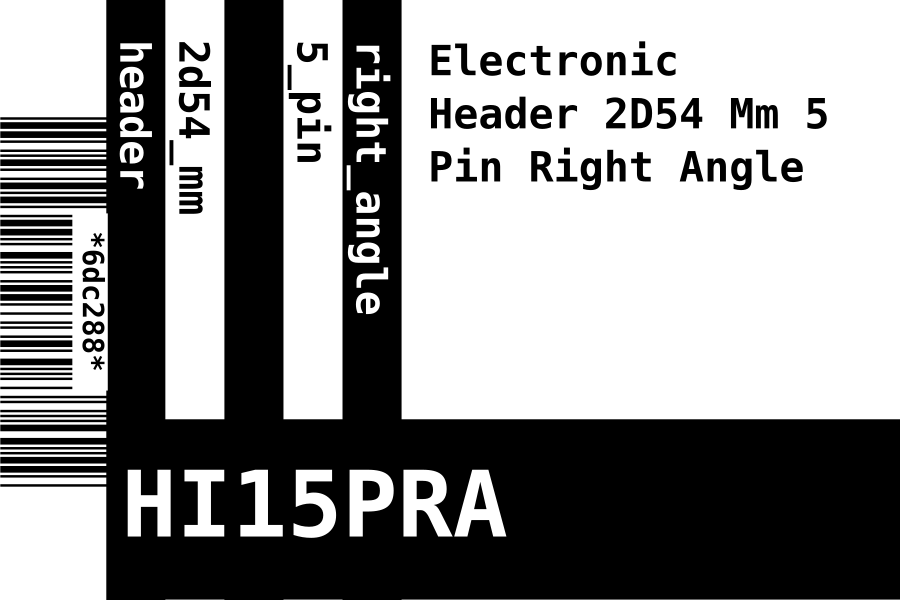 *6dc288*
header
2d54_mm
5_pin
right_angle
Electronic
Header 2D54 Mm 5
Pin Right Angle
HI15PRA